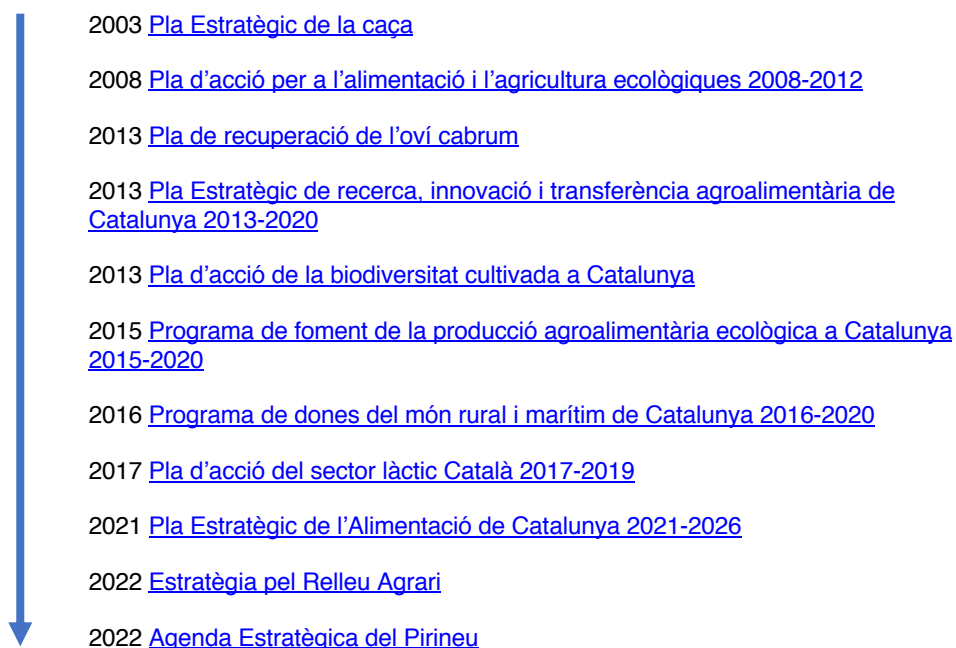 2003 Pla Estratègic de la caça
2008 Pla d’acció per a l’alimentació i l’agricultura ecològiques 2008-2012
2013 Pla de recuperació de l’oví cabrum
2013 Pla Estratègic de recerca, innovació i transferència agroalimentària de
Catalunya 2013-2020
2013 Pla d’acció de la biodiversitat cultivada a Catalunya
2015 Programa de foment de la producció agroalimentària ecològica a Catalunya
2015-2020
2016 Programa de dones del món rural i marítim de Catalunya 2016-2020
2017 Pla d’acció del sector làctic Català 2017-2019
2021 Pla Estratègic de l’Alimentació de Catalunya 2021-2026
2022 Estratègia pel Relleu Agrari
2022 Agenda Estratègica del Pirineu